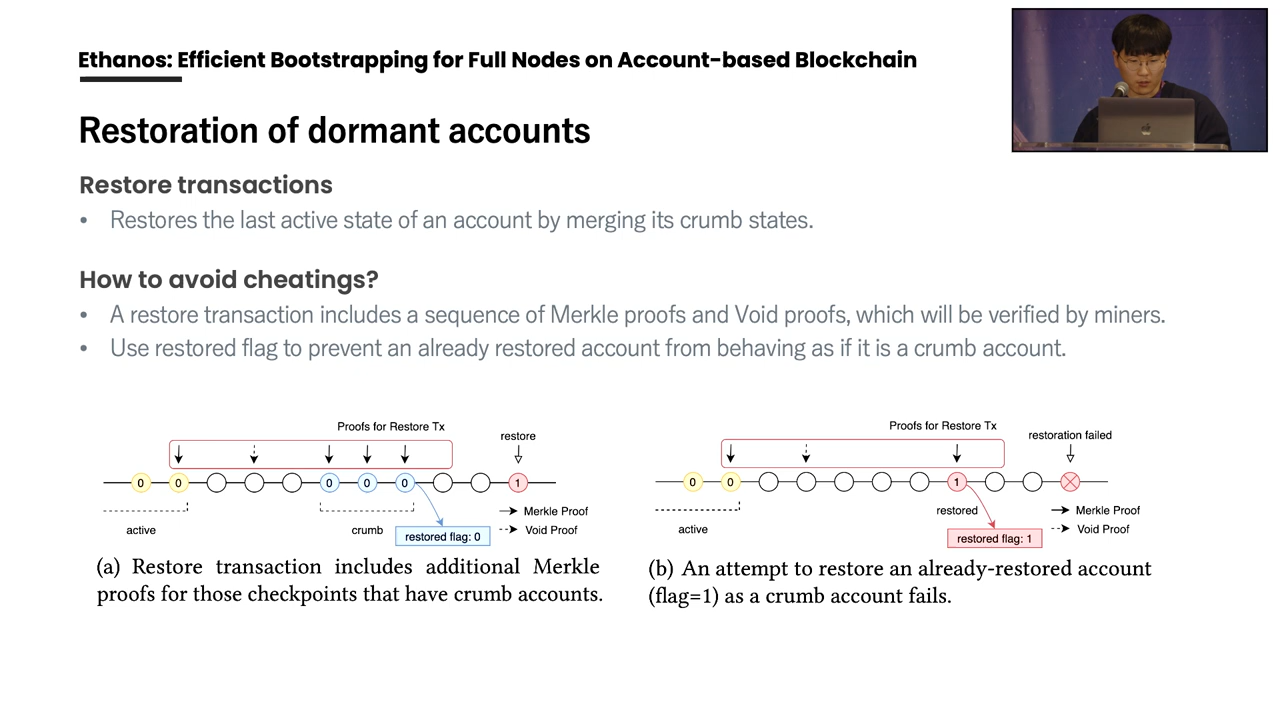 Ethanos: Efficient Bootstrapping for Full Nodes on Account-based Blockchain
Restoration of dormant accounts
Restore transactions
• Restores the last active state of an account by merging its crumb states.
How to avoid cheatings?
• A restore transaction includes a sequence of Merkle proofs and Void proofs, which will be verified by miners.
• Use restored flag to prevent an already restored account from behaving as if it is a crumb account.
Proofs for Restore Tx
restore
0 0 0 0 0 1
active
crumb
Merkle Proof
Void Proof
restored flag: 0
(a) Restore transaction includes additional Merkle
proofs for those checkpoints that have crumb accounts.
Proofs for Restore Tx
restoration failed
0 0 1
active
restored
Merkle Proof
Void Proof
restored flag: 1
(b) An attempt to restore an already-restored account
(flag=1) as a crumb account fails.